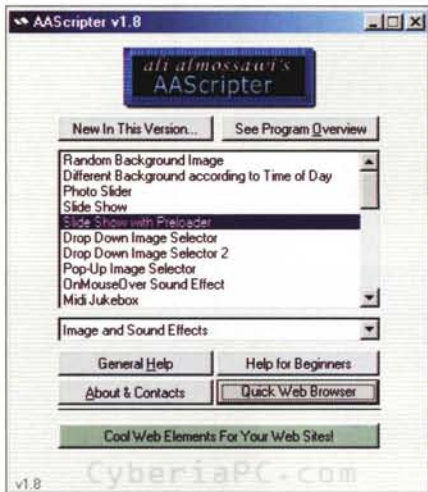 AAScripter v1.8
ali almossawi's
AAScripter
New In This Version...
See Program Overview
Random Background Image
Different Background according to Time of Day
Photo Slider
Slide Show
Slide Show with Preloader
Drop Down Image Selector
Drop Down Image Selector 2
Pop-Up Image Selector
OnMouseOver Sound Effect
Midi Jukebox
Image and Sound Effects
General Help
Help for Beginners
About & Contacts
Quick Web Browser
Cool Web Elements For Your Web Sites!
CyberiaPC.com
v1.8